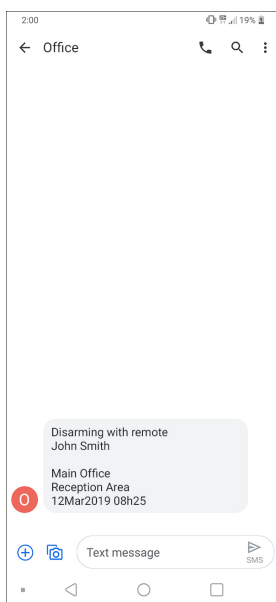 2:00
19%
Office
Disarming with remote
John Smith
Main Office
Reception Area
12Mar2019 08h25
O
Text message
SMS